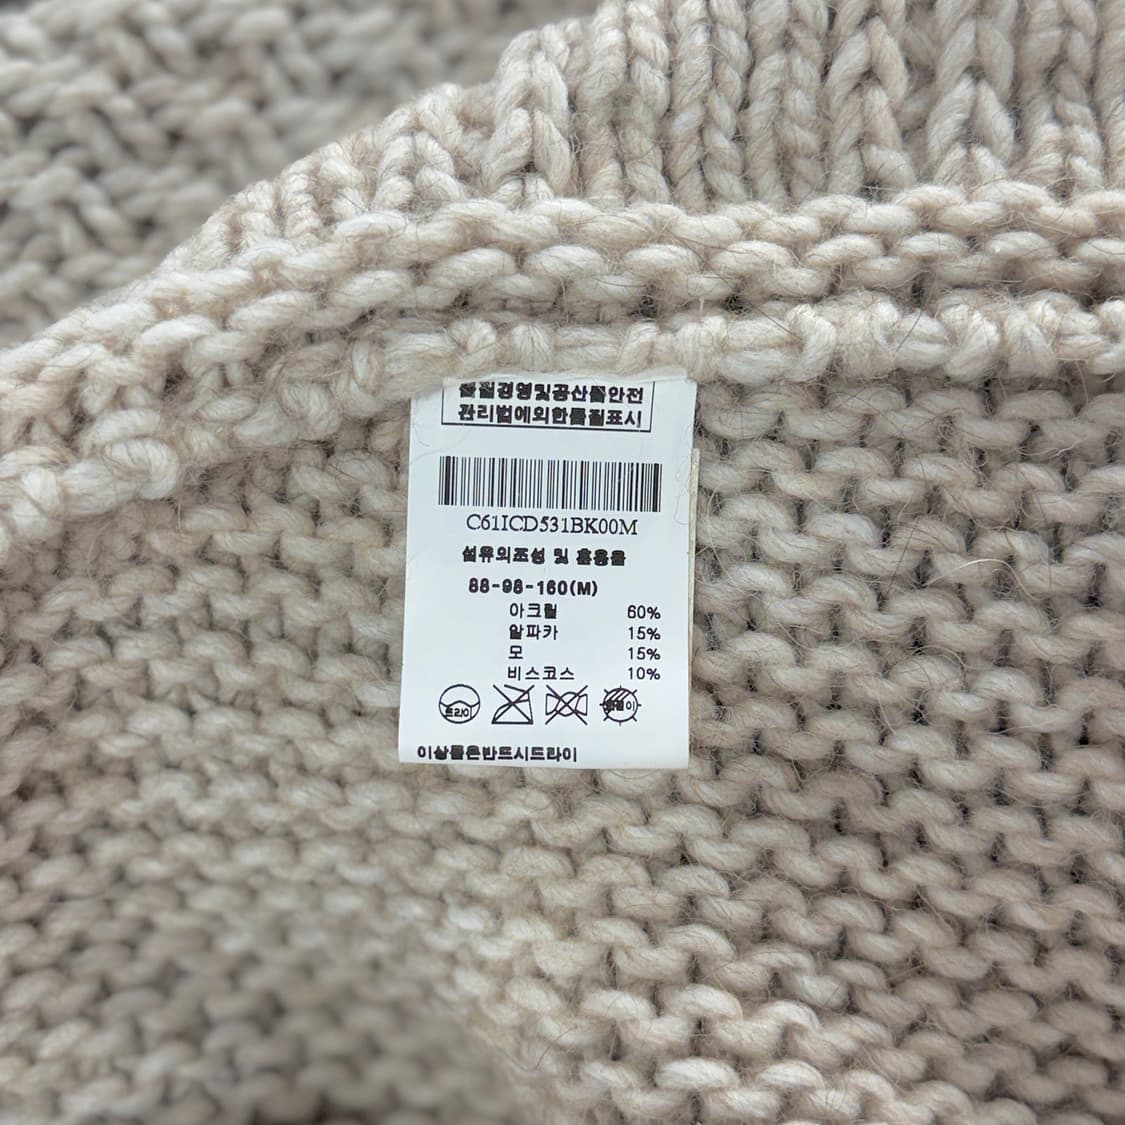 품질경영및공산품안전
관리법에의한품질표시
C61ICD531BK00M
섬유의조성 및 혼용율
88-98-160(M)
아크릴 60%
알파카 15%
모 15%
비스코스 10%
드라이
이상품은반드시드라이